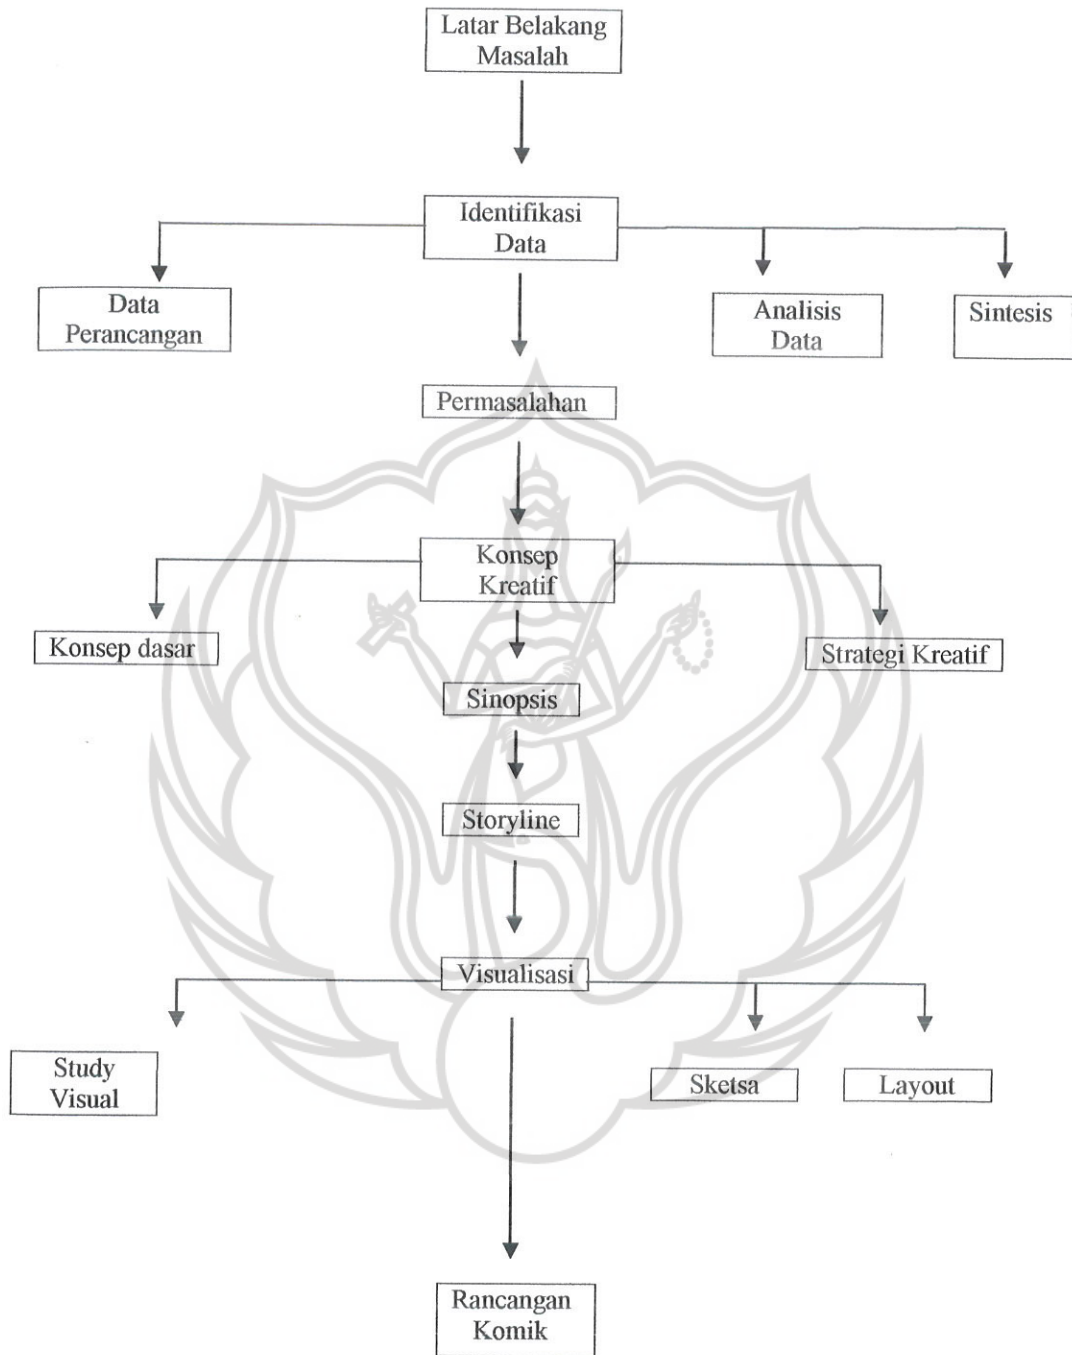 Latar Belakang
Masalah
Identifikasi
Data
Data
Perancangan
Analisis
Data
Sintesis
Permasalahan
Konsep
Kreatif
Konsep dasar
Strategi Kreatif
Sinopsis
Storyline
Visualisasi
Study
Visual
Sketsa
Layout
Rancangan
Komik